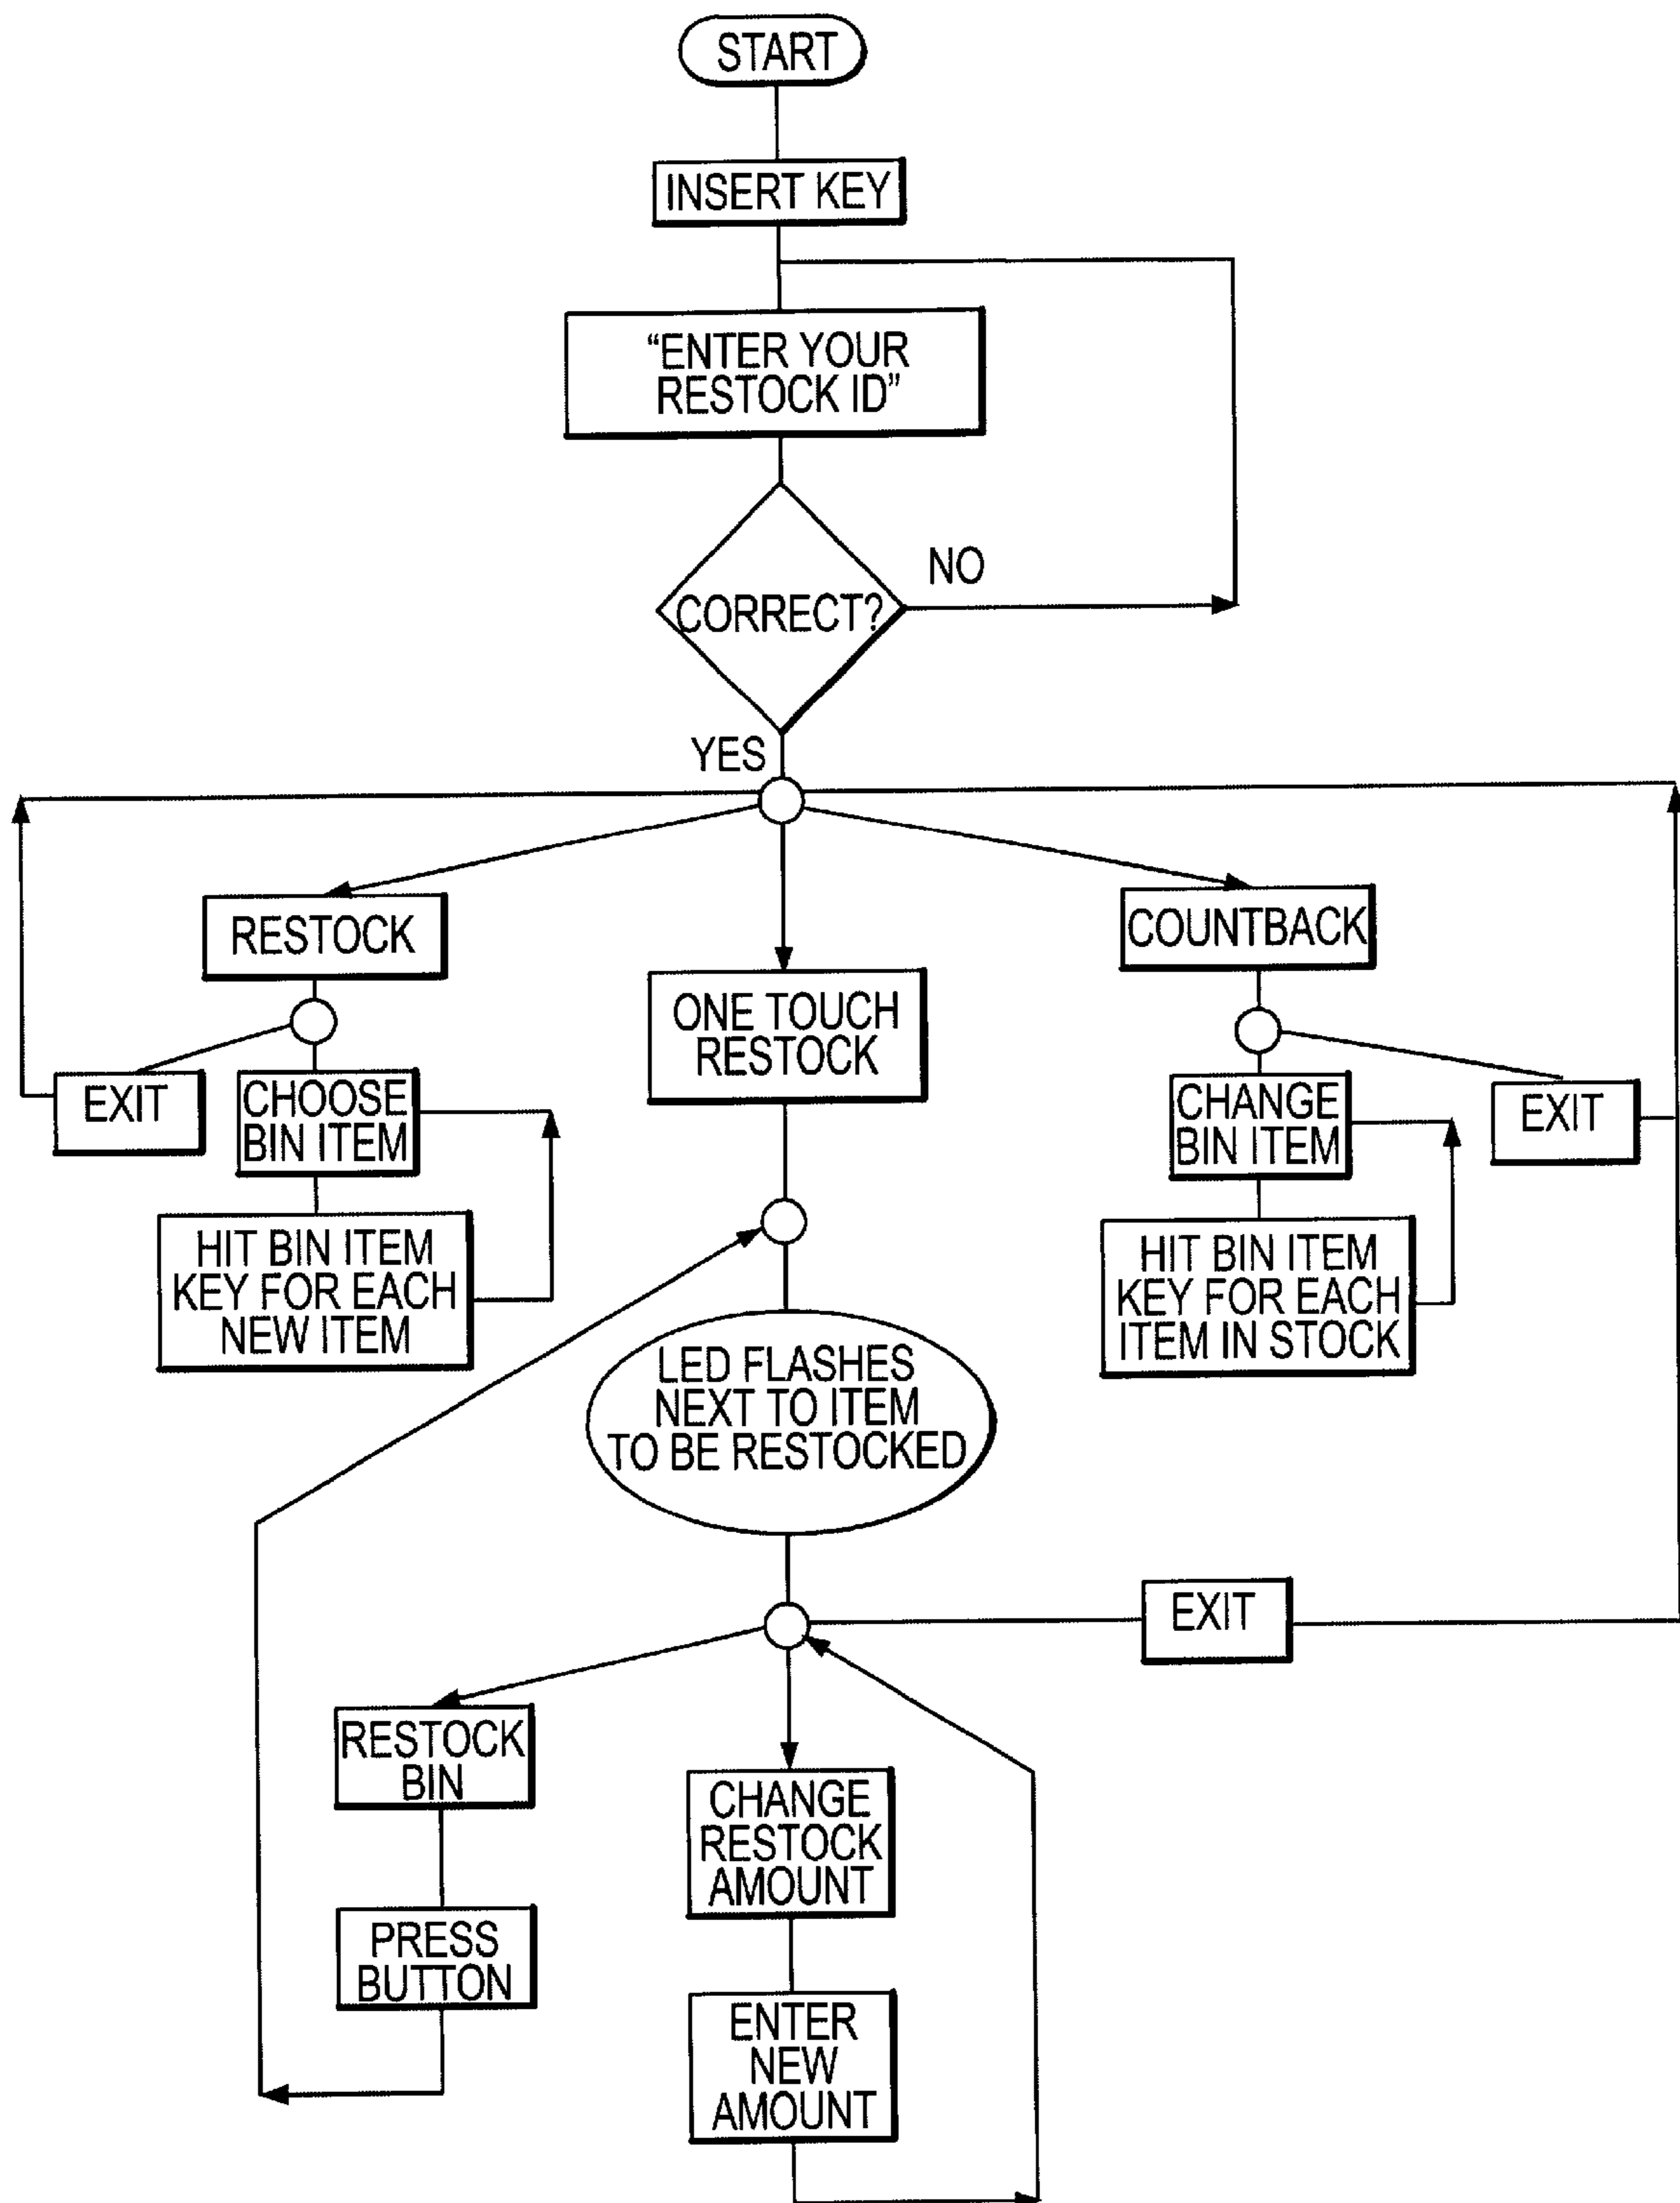 START
INSERT KEY
“ENTER YOUR
RESTOCK ID”
CORRECT?
NO
YES
RESTOCK
EXIT
CHOOSE
BIN ITEM
HIT BIN ITEM
KEY FOR EACH
NEW ITEM
ONE TOUCH
RESTOCK
COUNTBACK
CHANGE
BIN ITEM
EXIT
HIT BIN ITEM
KEY FOR EACH
ITEM IN STOCK
LED FLASHES
NEXT TO ITEM
TO BE RESTOCKED
EXIT
RESTOCK
BIN
PRESS
BUTTON
CHANGE
RESTOCK
AMOUNT
ENTER
NEW
AMOUNT